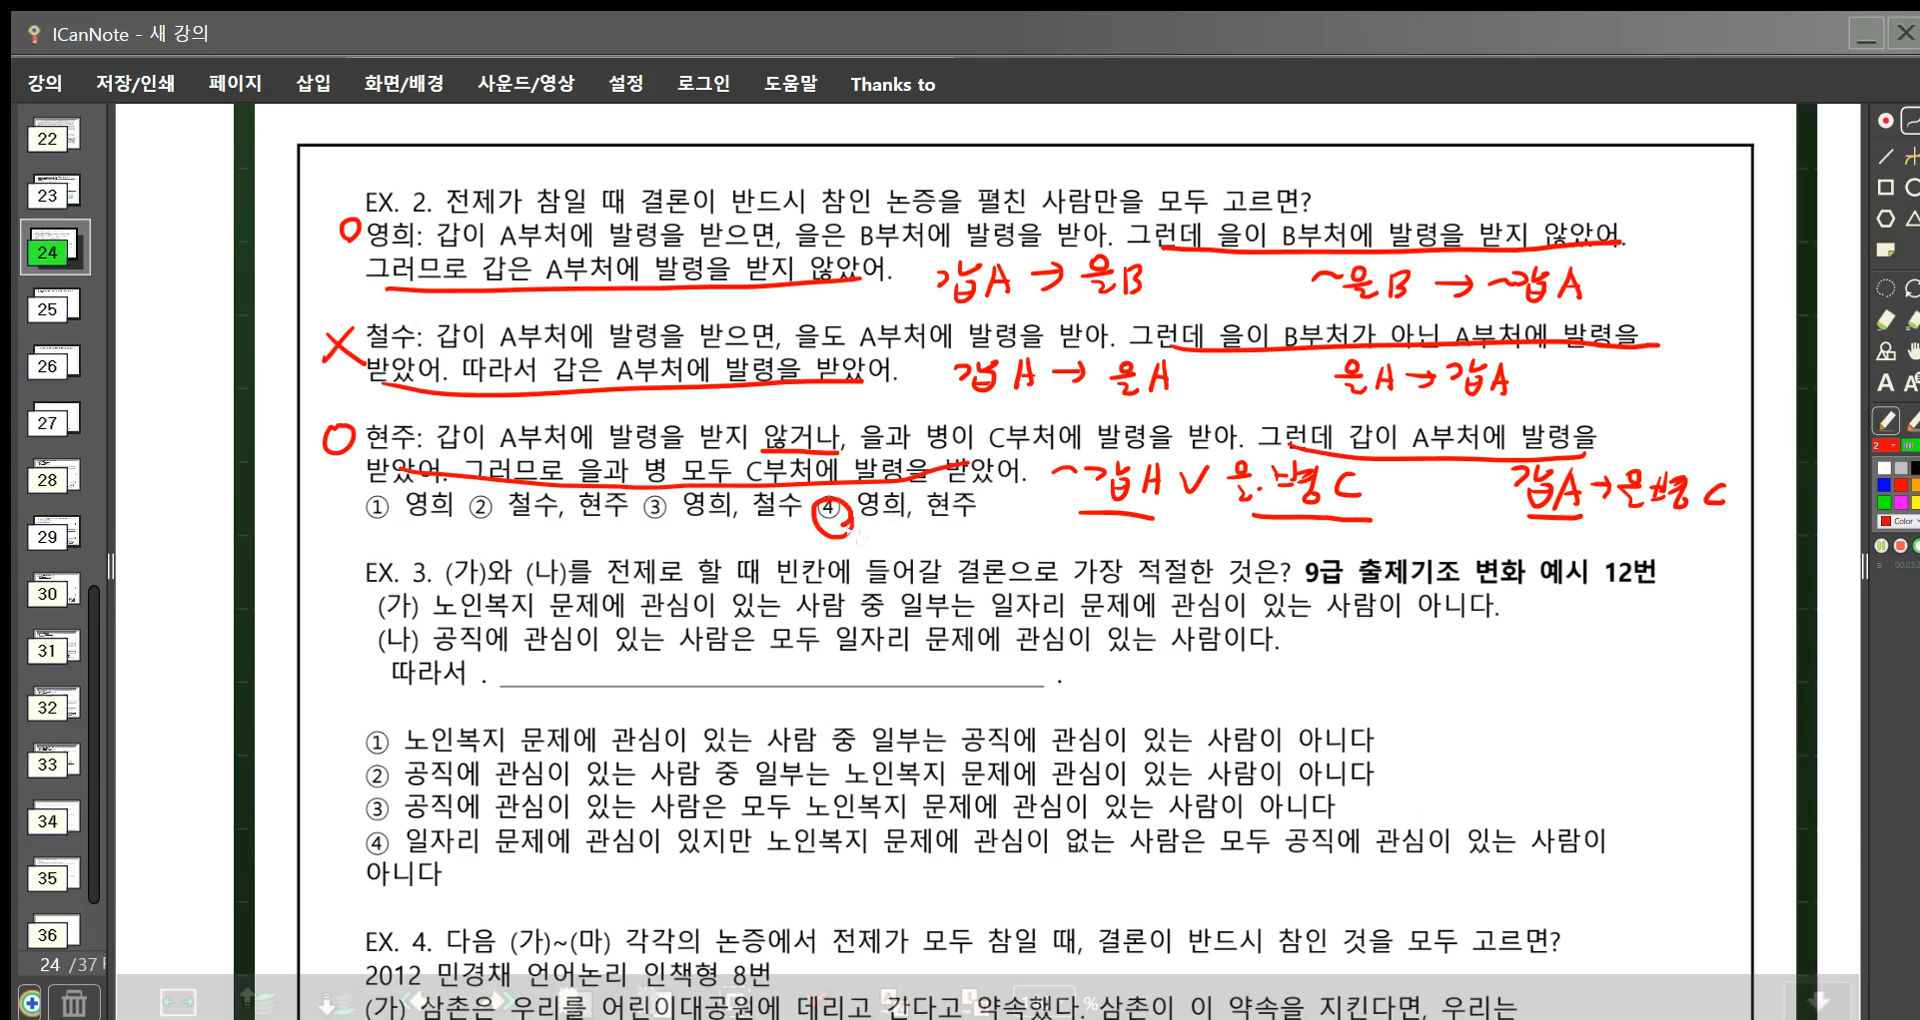 ICanNote - 새 강의
강의 저장/인쇄 페이지 삽입 화면/배경 사운드/영상 설정 로그인 도움말 Thanks to
22
23
24
25
26
27
28
29
30
31
32
33
34
35
36
24 /37
EX. 2. 전제가 참일 때 결론이 반드시 참인 논증을 펼친 사람만을 모두 고르면?
영희: 갑이 A부처에 발령을 받으면, 을은 B부처에 발령을 받아. 그런데 을이 B부처에 발령을 받지 않았어.
그러므로 갑은 A부처에 발령을 받지 않았어.
갑A → 을B ~을B → ~갑A
철수: 갑이 A부처에 발령을 받으면, 을도 A부처에 발령을 받아. 그런데 을이 B부처가 아닌 A부처에 발령을
받았어. 따라서 갑은 A부처에 발령을 받았어.
갑A → 을A 을A → 갑A
현주: 갑이 A부처에 발령을 받지 않거나, 을과 병이 C부처에 발령을 받아. 그런데 갑이 A부처에 발령을
받았어. 그러므로 을과 병 모두 C부처에 발령을 받았어.
~갑A ∨ 을 병 C 갑A → 을 병 C
① 영희 ② 철수, 현주 ③ 영희, 철수 ④ 영희, 현주
EX. 3. (가)와 (나)를 전제로 할 때 빈칸에 들어갈 결론으로 가장 적절한 것은? 9급 출제기조 변화 예시 12번
(가) 노인복지 문제에 관심이 있는 사람 중 일부는 일자리 문제에 관심이 있는 사람이 아니다.
(나) 공직에 관심이 있는 사람은 모두 일자리 문제에 관심이 있는 사람이다.
따라서 . ________________ .
① 노인복지 문제에 관심이 있는 사람 중 일부는 공직에 관심이 있는 사람이 아니다
② 공직에 관심이 있는 사람 중 일부는 노인복지 문제에 관심이 있는 사람이 아니다
③ 공직에 관심이 있는 사람은 모두 노인복지 문제에 관심이 있는 사람이 아니다
④ 일자리 문제에 관심이 있지만 노인복지 문제에 관심이 없는 사람은 모두 공직에 관심이 있는 사람이
아니다
EX. 4. 다음 (가)~(마) 각각의 논증에서 전제가 모두 참일 때, 결론이 반드시 참인 것을 모두 고르면?
2012 민경채 언어논리 인책형 8번
(가) 삼촌은 우리를 어린이대공원에 데리고 간다고 약속했다. 삼촌이 이 약속을 지킨다면, 우리는
Color